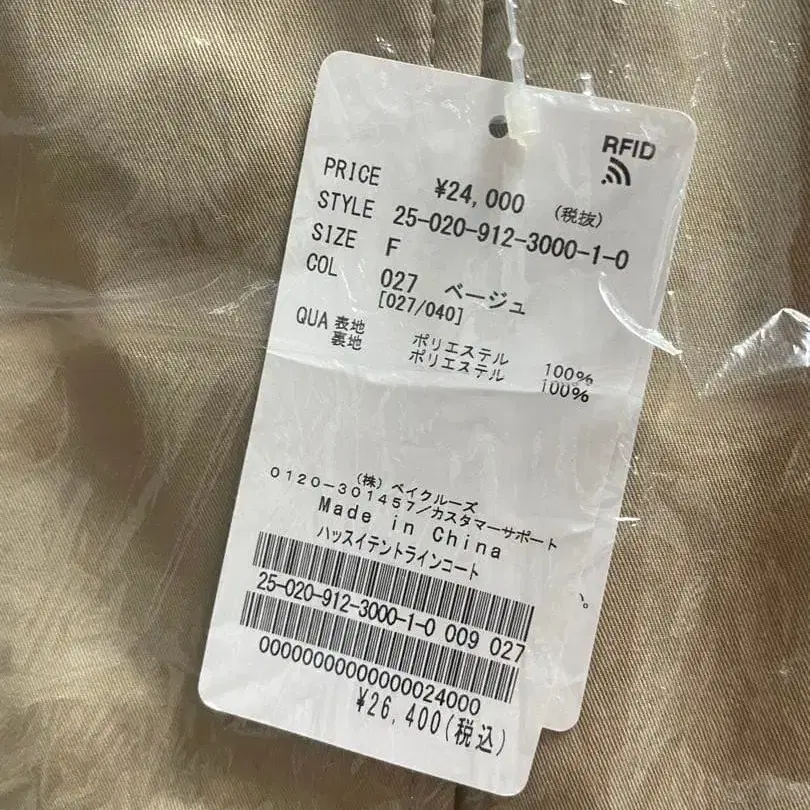 RFID
PRICE ¥24,000 (税抜)
STYLE 25-020-912-3000-1-0
SIZE F
COL 027 ベージュ
[027/040]
QUA 表地 ポリエステル 100%
裏地 ポリエステル 100%
(株)ベイクルーズ
0120-301457/カスタマーサポート
Made in China
ハッスイテントラインコート
25-020-912-3000-1-0 009 027
00000000000000024000
¥26,400(税込)
い。